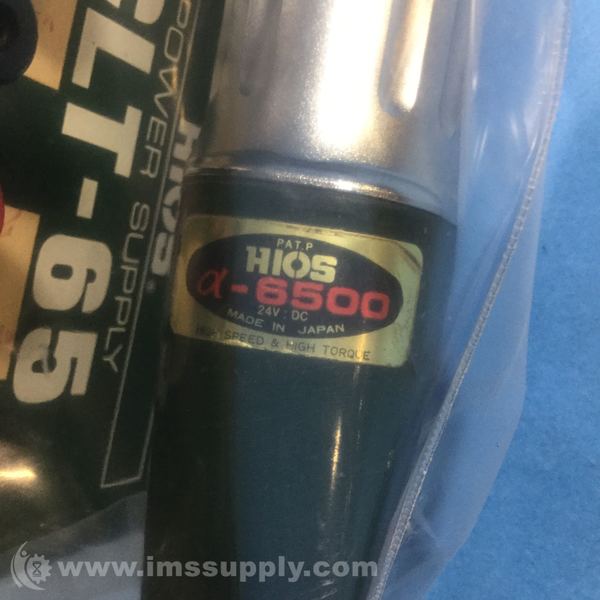 POWER SUPPLY
CLT-65
HIOS®
PAT.P
HIOS
α-6500
24V:DC
MADE IN JAPAN
HIGH SPEED & HIGH TORQUE
www.imssupply.com